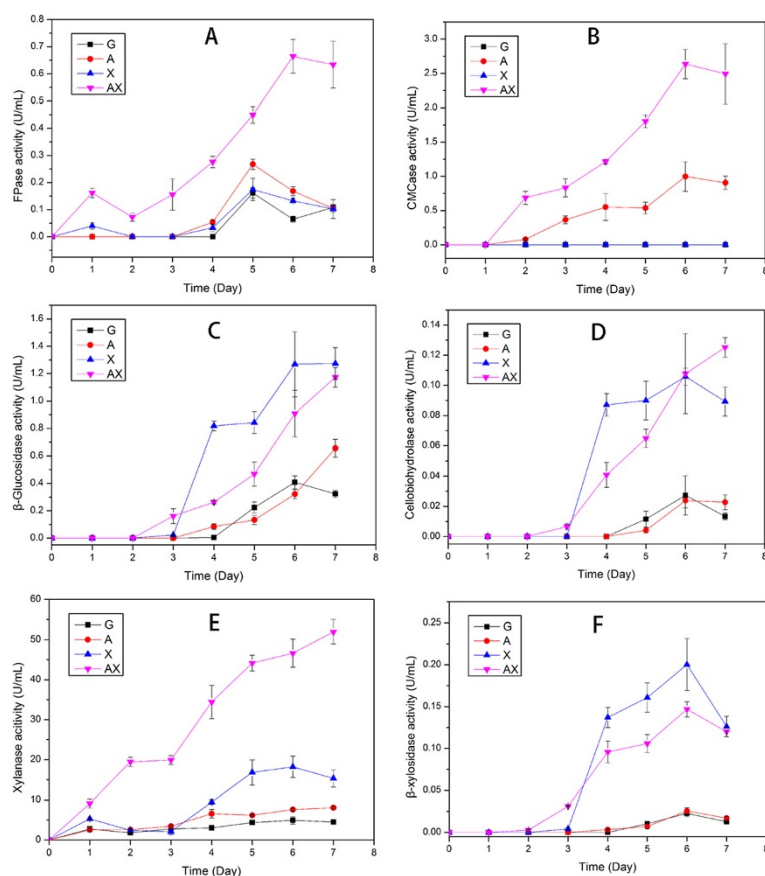 A
G
A
X
AX
FPase activity (U/mL)
0.8
0.7
0.6
0.5
0.4
0.3
0.2
0.1
0.0
0 1 2 3 4 5 6 7 8
Time (Day)
B
G
A
X
AX
CMCase activity (U/mL)
3.0
2.5
2.0
1.5
1.0
0.5
0.0
0 1 2 3 4 5 6 7 8
Time (Day)
C
G
A
X
AX
β-Glucosidase activity (U/mL)
1.6
1.4
1.2
1.0
0.8
0.6
0.4
0.2
0.0
0 1 2 3 4 5 6 7 8
Time (Day)
D
G
A
X
AX
Cellobiohydrolase activity (U/mL)
0.14
0.12
0.10
0.08
0.06
0.04
0.02
0.00
0 1 2 3 4 5 6 7 8
Time (Day)
E
G
A
X
AX
Xylanase activity (U/mL)
60
50
40
30
20
10
0
0 1 2 3 4 5 6 7 8
Time (Day)
F
G
A
X
AX
β-xylosidase activity (U/mL)
0.25
0.20
0.15
0.10
0.05
0.00
0 1 2 3 4 5 6 7 8
Time (Day)